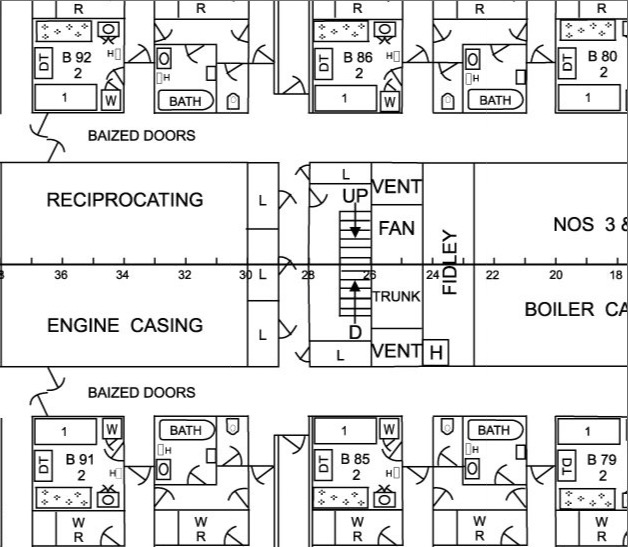 R R R R
B 92
2
DT
H
1
W
H
BATH
B 86
2
DT
H
1
W
H
BATH
B 80
2
DT
1
BAIZED DOORS
RECIPROCATING
L
L
UP
VENT
FAN
NOS 3 &
36 34 32 30 28 26 24 22 20 18
L
FIDLEY
TRUNK
ENGINE CASING
L
D
L
VENT
H
BOILER CA
BAIZED DOORS
1
W
BATH
H
B 91
2
DT
H
1
W
BATH
H
B 85
2
DT
H
1
B 79
2
DT
W W W W W
R R R R R